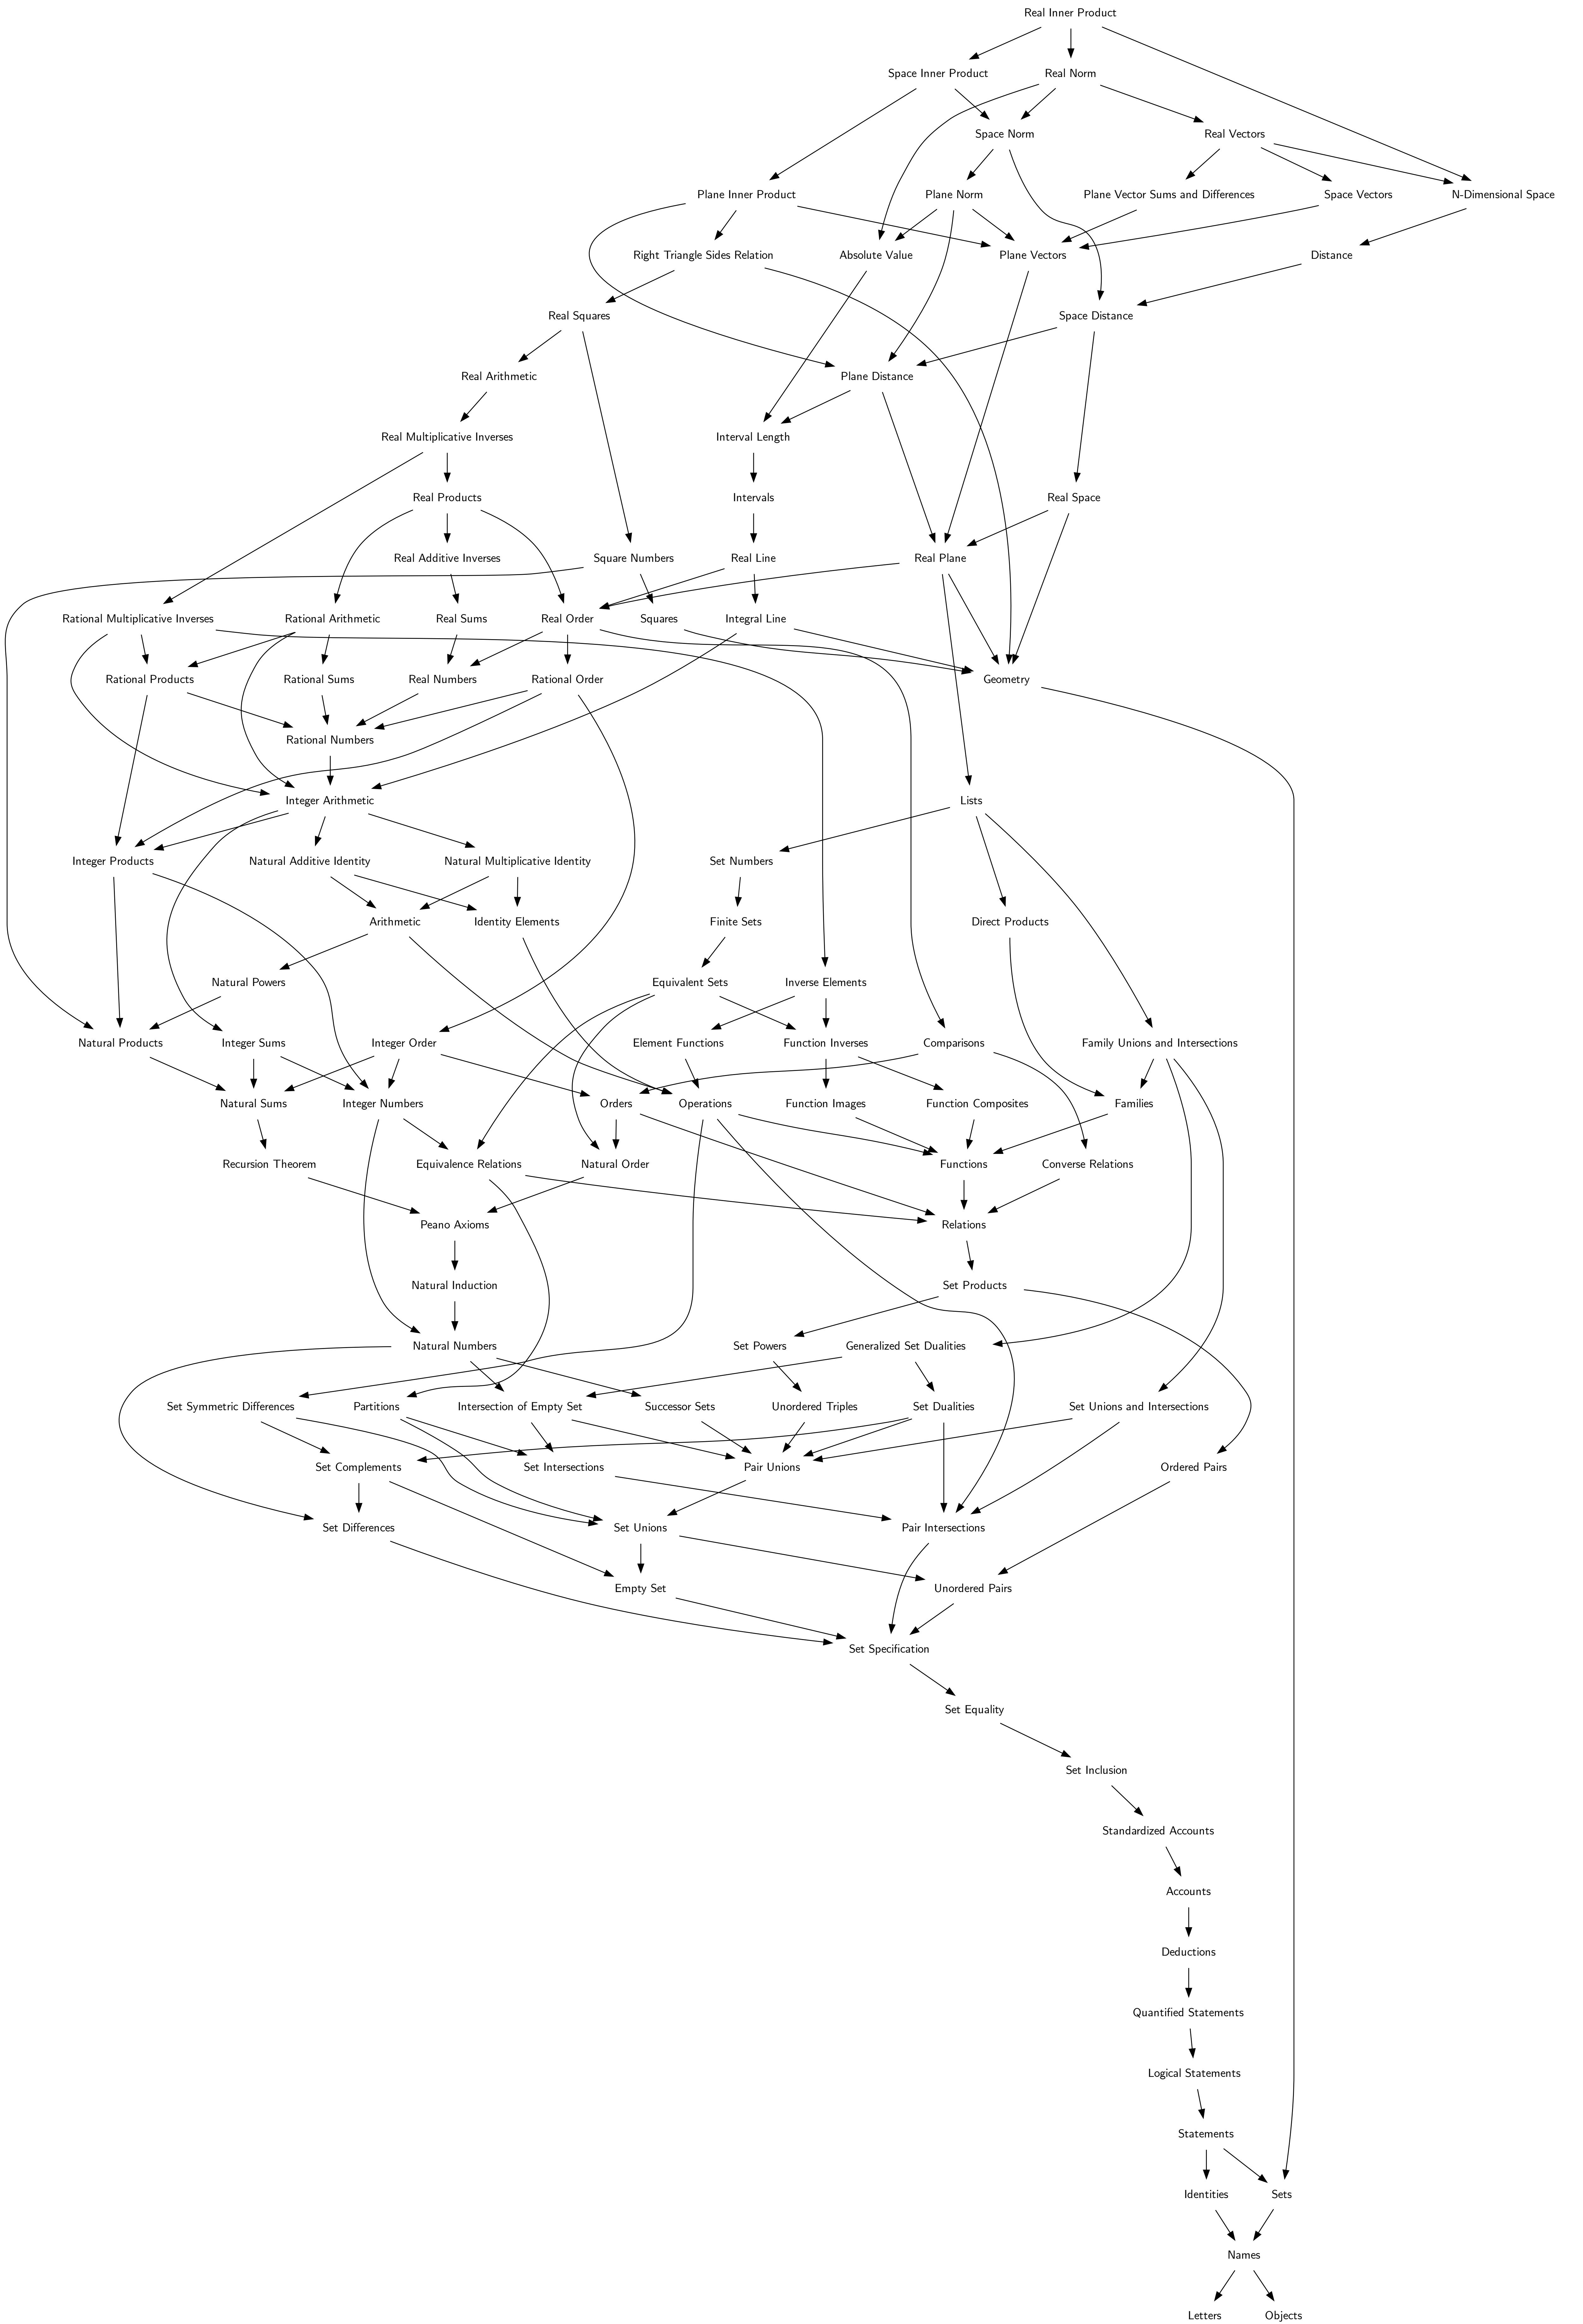 Real Inner Product
Space Inner Product
Real Norm
Space Norm
Real Vectors
Plane Inner Product
Plane Norm
Plane Vector Sums and Differences
Space Vectors
N-Dimensional Space
Right Triangle Sides Relation
Absolute Value
Plane Vectors
Distance
Real Squares
Space Distance
Real Arithmetic
Plane Distance
Real Multiplicative Inverses
Interval Length
Real Products
Intervals
Real Space
Real Additive Inverses
Square Numbers
Real Line
Real Plane
Rational Multiplicative Inverses
Rational Arithmetic
Real Sums
Real Order
Squares
Integral Line
Rational Products
Rational Sums
Real Numbers
Rational Order
Geometry
Rational Numbers
Integer Arithmetic
Lists
Integer Products
Natural Additive Identity
Natural Multiplicative Identity
Set Numbers
Arithmetic
Identity Elements
Finite Sets
Direct Products
Natural Powers
Equivalent Sets
Inverse Elements
Natural Products
Integer Sums
Integer Order
Element Functions
Function Inverses
Comparisons
Family Unions and Intersections
Natural Sums
Integer Numbers
Orders
Operations
Function Images
Function Composites
Families
Recursion Theorem
Equivalence Relations
Natural Order
Functions
Converse Relations
Peano Axioms
Relations
Natural Induction
Set Products
Natural Numbers
Set Powers
Generalized Set Dualities
Set Symmetric Differences
Partitions
Intersection of Empty Set
Successor Sets
Unordered Triples
Set Dualities
Set Unions and Intersections
Set Complements
Set Intersections
Pair Unions
Ordered Pairs
Set Differences
Set Unions
Pair Intersections
Empty Set
Unordered Pairs
Set Specification
Set Equality
Set Inclusion
Standardized Accounts
Accounts
Deductions
Quantified Statements
Logical Statements
Statements
Identities
Sets
Names
Letters
Objects